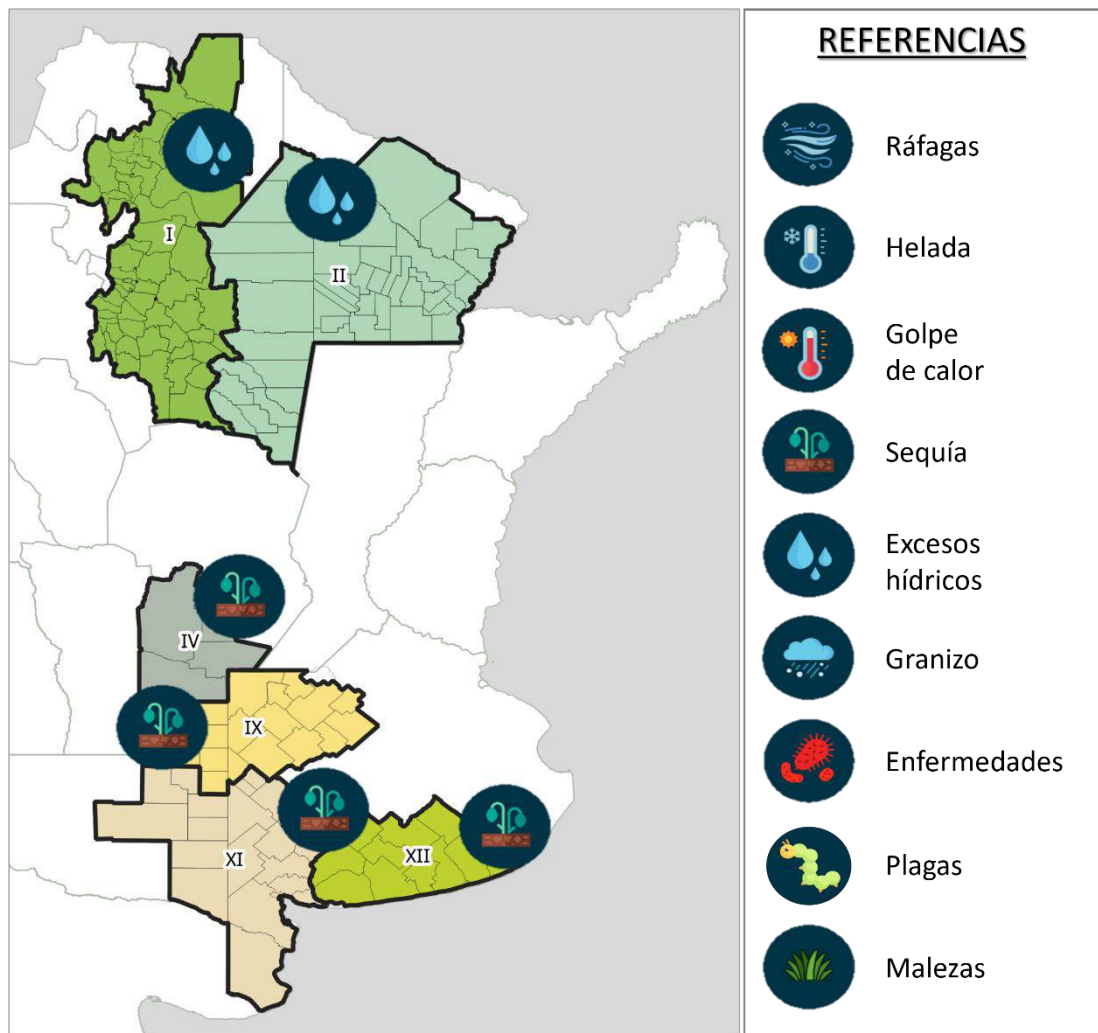 REFERENCIAS
Ráfagas
Helada
Golpe
de calor
Sequía
Excesos
hídricos
Granizo
Enfermedades
Plagas
Malezas
I
II
IV
IX
XI
XII